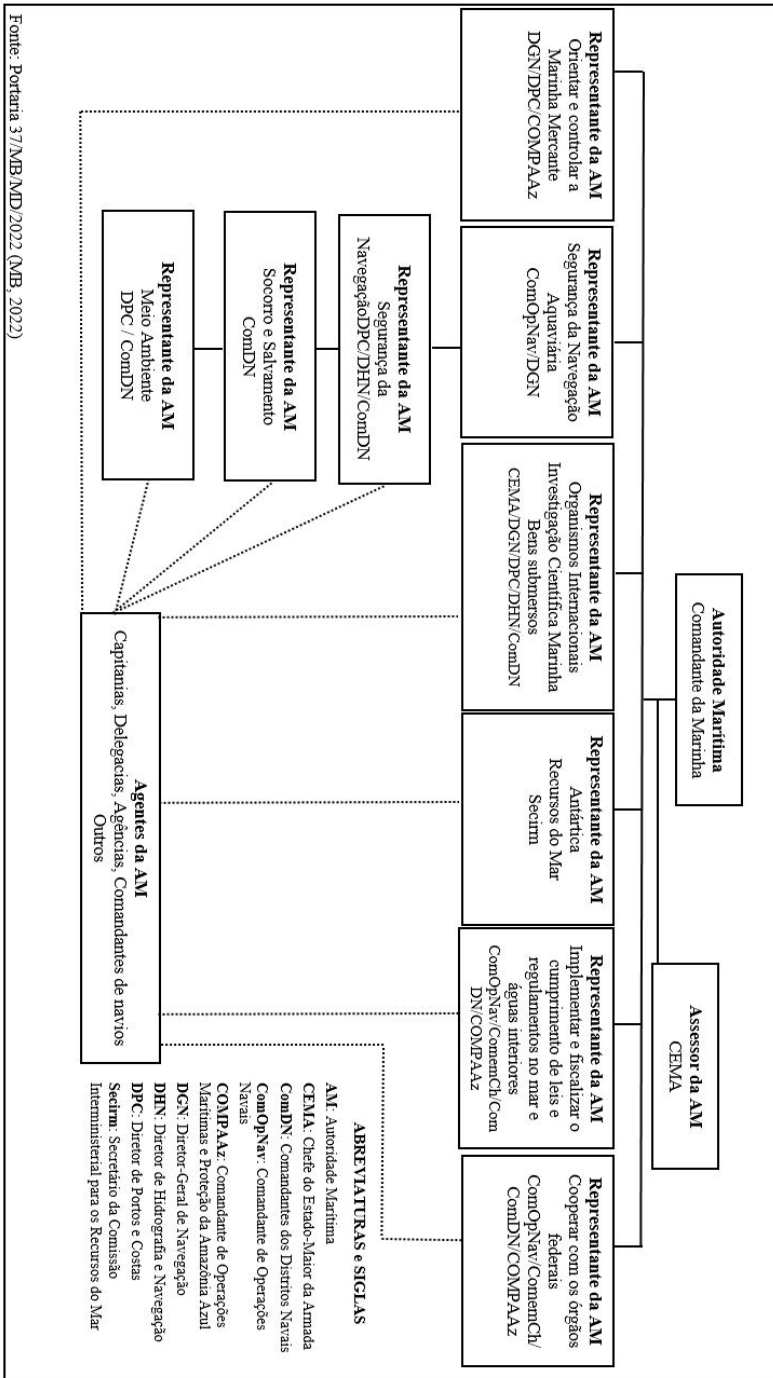 Autoridade Marítima
Comandante da Marinha
Assessor da AM
CEMA
Representante da AM
Orientar e controlar a
Marinha Mercante
DGN/DPC/COMPAAz
Representante da AM
Segurança da Navegação
Aquaviária
ComOpNav/DGN
Representante da AM
Organismos Internacionais
Investigação Científica Marinha
Bens submersos
CEMA/DGN/DPC/DHN/ComDN
Representante da AM
Antártica
Recursos do Mar
Secirm
Representante da AM
Implementar e fiscalizar o
cumprimento de leis e
regulamentos no mar e
águas interiores
ComOpNav/ComemCh/Com
DN/COMPAAz
Representante da AM
Cooperar com os órgãos
federais
ComOpNav/ComemCh/
ComDN/COMPAAz
Representante da AM
Segurança da
NavegaçãoDPC/DHN/ComDN
Representante da AM
Socorro e Salvamento
ComDN
Representante da AM
Meio Ambiente
DPC / ComDN
Agentes da AM
Capitanias, Delegacias, Agências, Comandantes de navios
Outros
ABREVIATURAS e SIGLAS
AM: Autoridade Marítima
CEMA: Chefe do Estado-Maior da Armada
ComDN: Comandantes dos Distritos Navais
ComOpNav: Comandante de Operações
Navais
COMPAAz: Comandante de Operações
Marítimas e Proteção da Amazônia Azul
DGN: Diretor-Geral de Navegação
DHN: Diretor de Hidrografia e Navegação
DPC: Diretor de Portos e Costas
Secirm: Secretário da Comissão
Interministerial para os Recursos do Mar
Fonte: Portaria 37/MB/MD/2022 (MB, 2022)